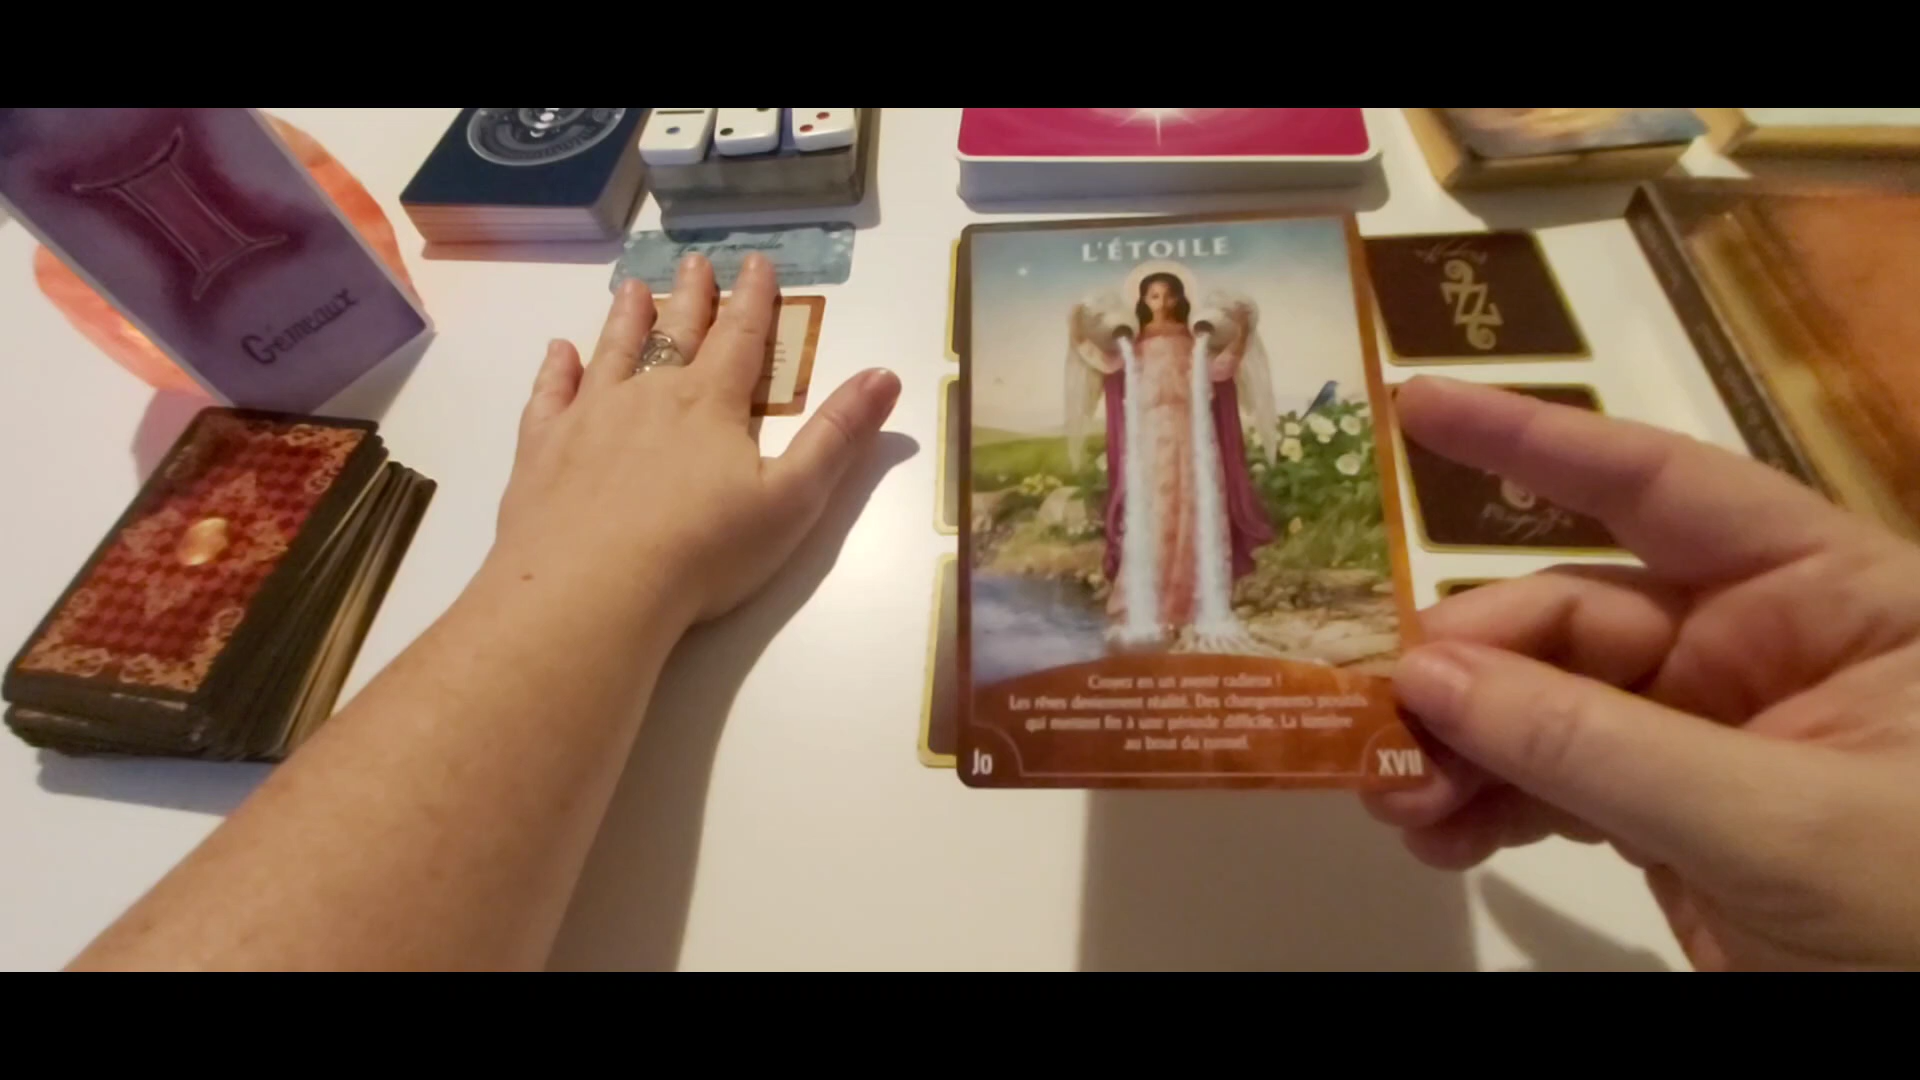 Gémeaux
L'ÉTOILE
Croyez en un avenir radieux !
Les rêves deviennent réalité. Des changements positifs
qui mettent fin à une période difficile. La lumière
au bout du tunnel.
Jo
XVII